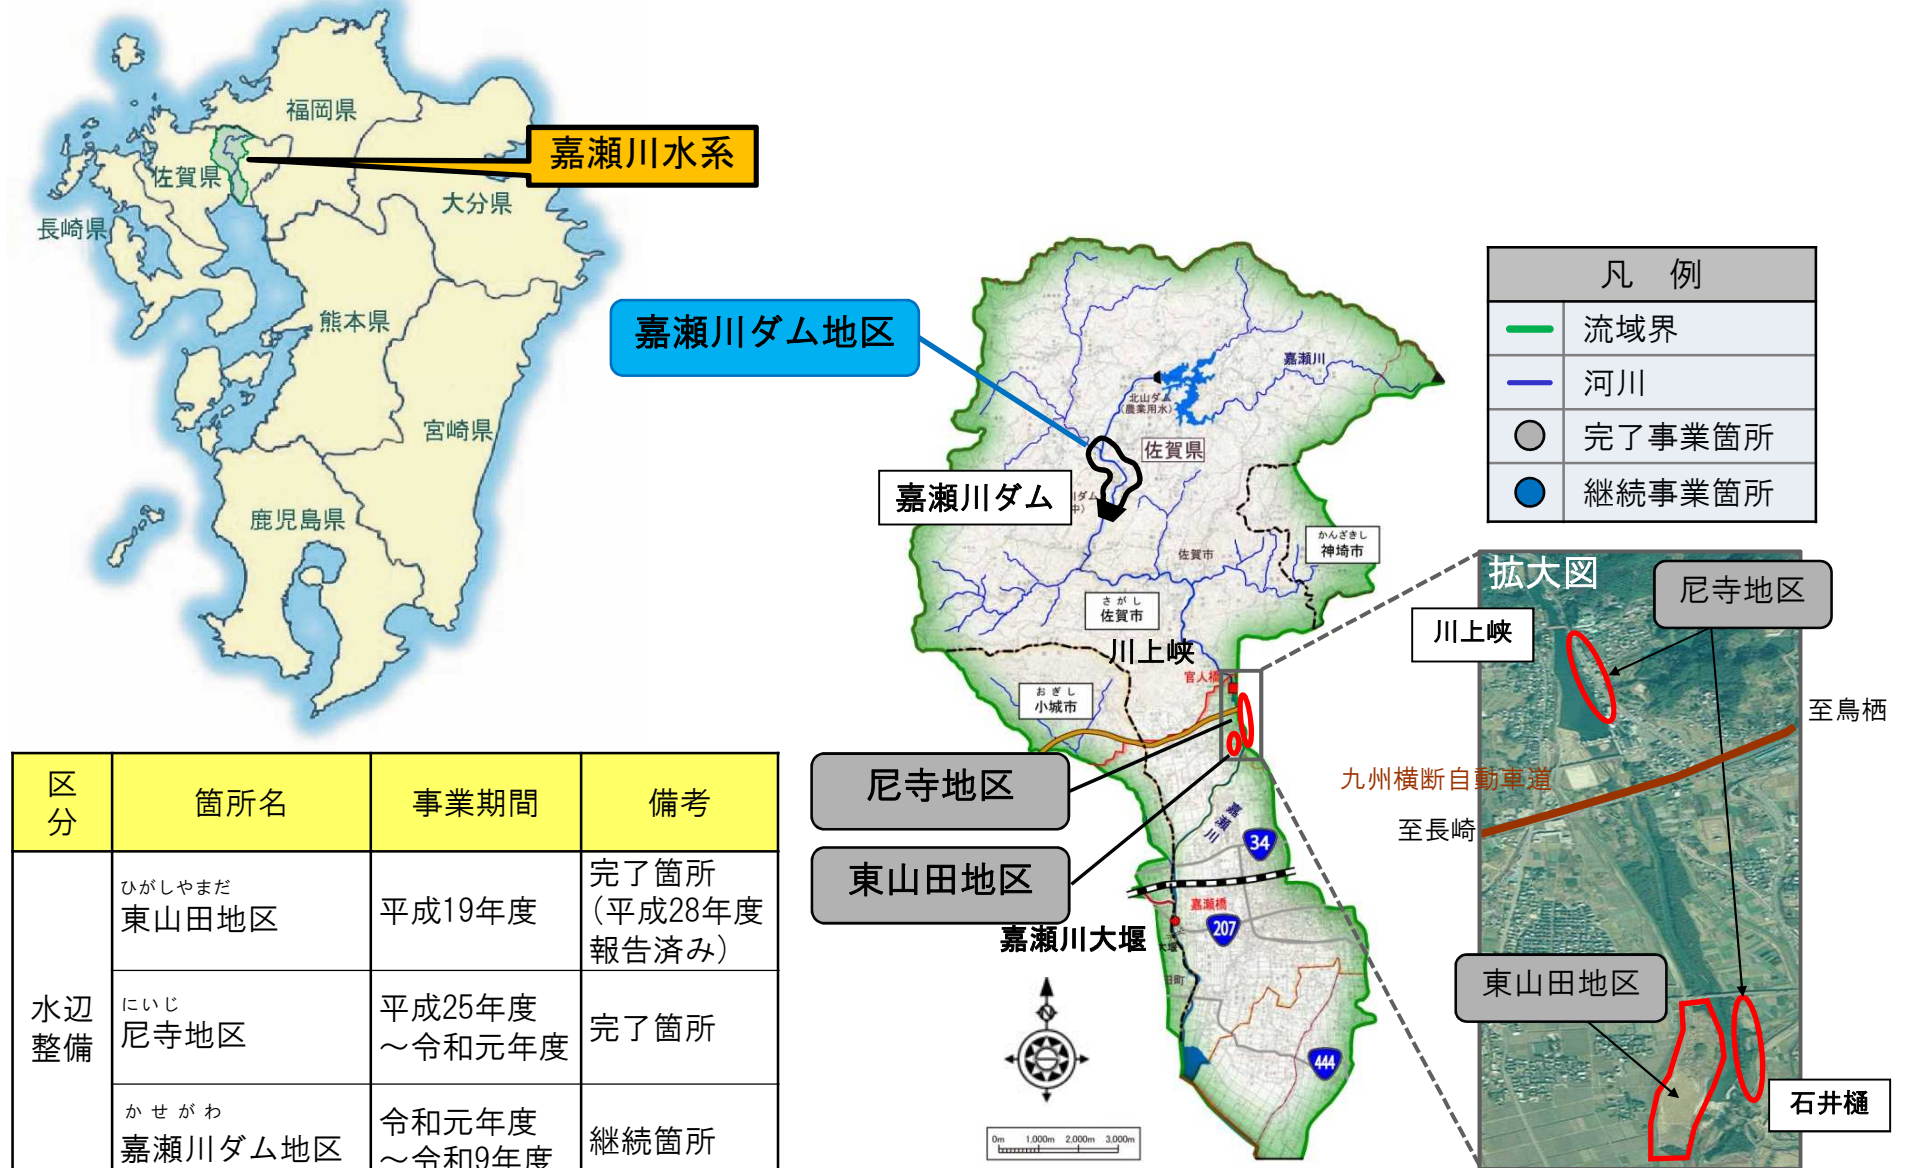 福岡県
佐賀県
長崎県
大分県
熊本県
宮崎県
鹿児島県
嘉瀬川水系
嘉瀬川ダム地区
嘉瀬川ダム
嘉瀬川
北山ダム
(農業用水)
佐賀県
佐賀市
かんざきし
神埼市
さがし
佐賀市
川上峡
官人橋
おぎし
小城市
尼寺地区
東山田地区
嘉瀬川
34
嘉瀬橋
207
嘉瀬川大堰
444
0m 1,000m 2,000m 3,000m
凡 例
流域界
河川
完了事業箇所
継続事業箇所
拡大図
尼寺地区
川上峡
至鳥栖
九州横断自動車道
至長崎
東山田地区
石井樋
区分 箇所名 事業期間 備考
水辺整備
ひがしやまだ
東山田地区 平成19年度 完了箇所
(平成28年度
報告済み)
にいじ
尼寺地区 平成25年度
~令和元年度 完了箇所
かせがわ
嘉瀬川ダム地区 令和元年度
~令和9年度 継続箇所